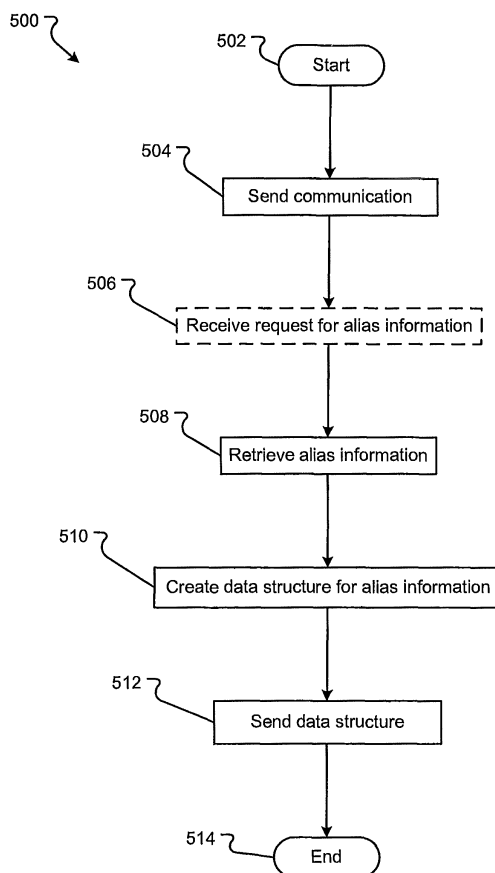 500
502
Start
504
Send communication
506
Receive request for alias information
508
Retrieve alias information
510
Create data structure for alias information
512
Send data structure
514
End